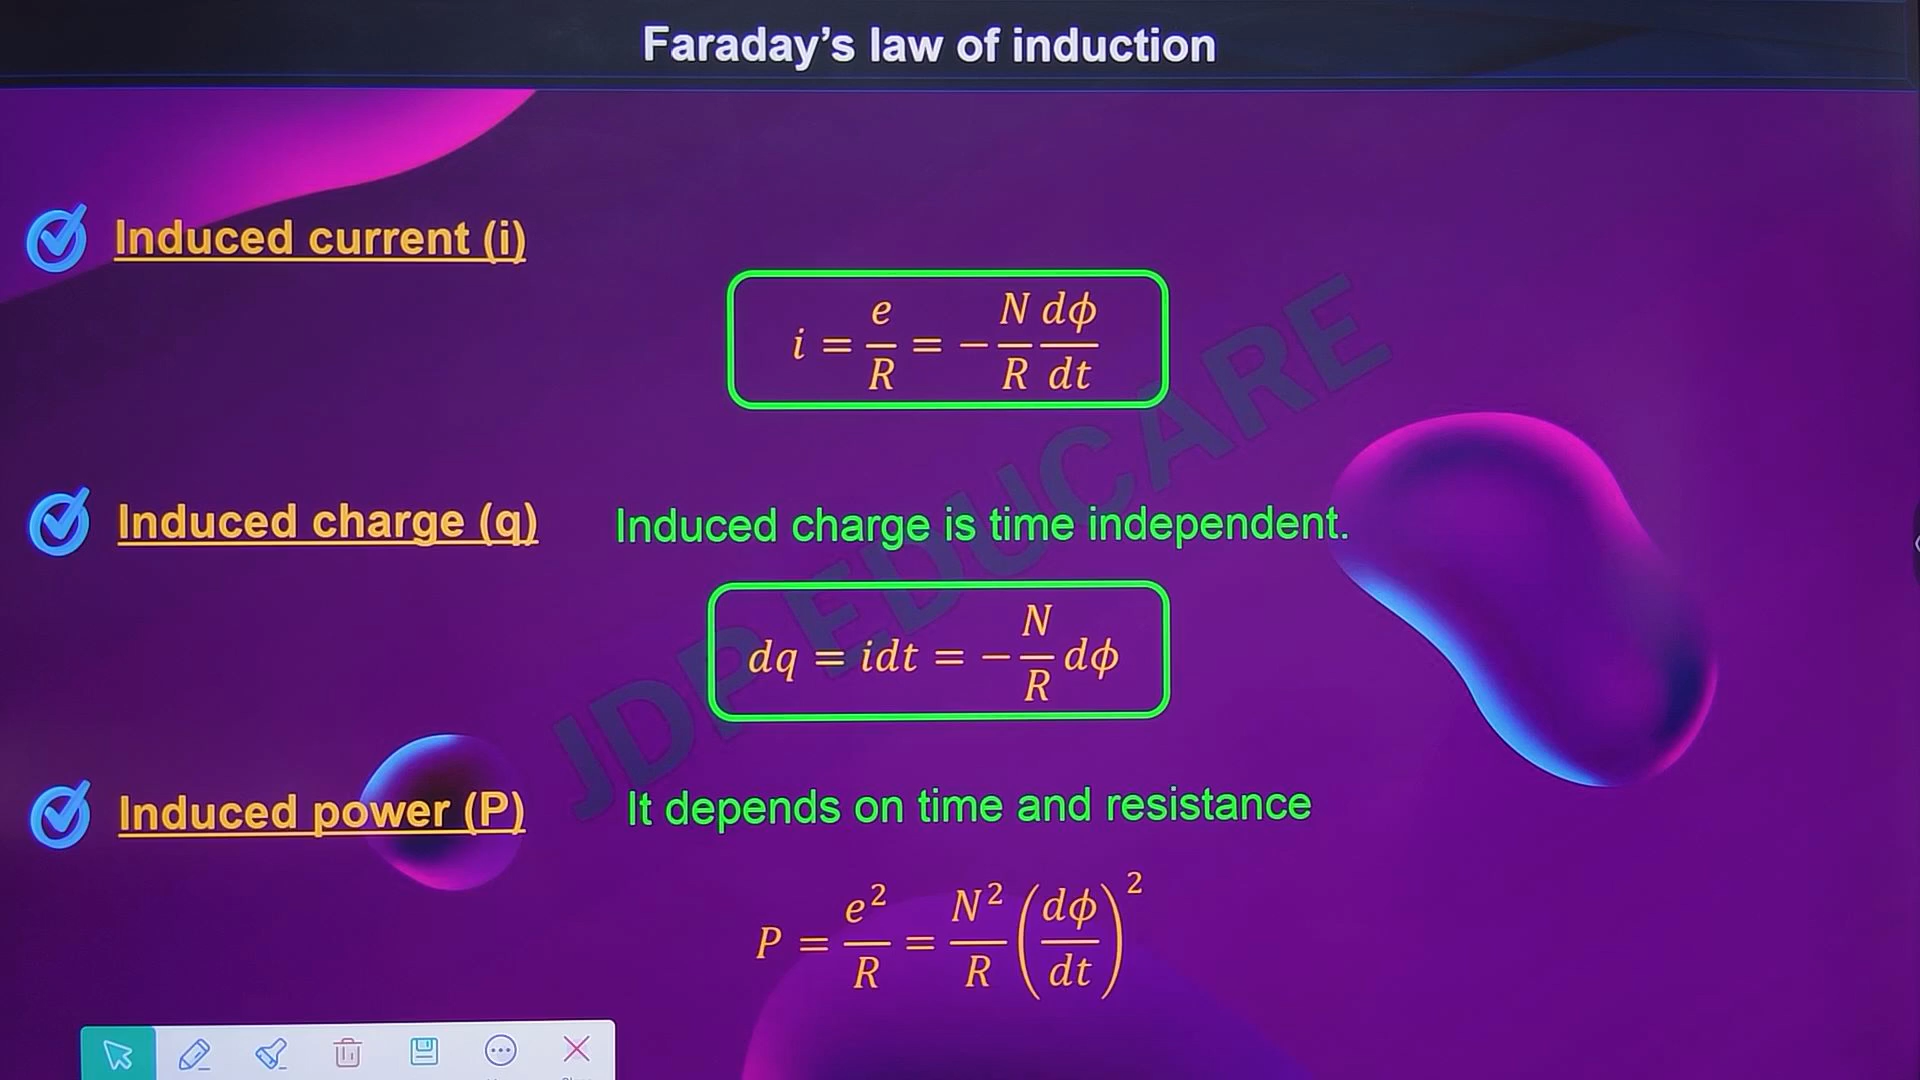 Faraday’s law of induction
Induced current (i)
i = e/R = −N/R dϕ/dt
Induced charge (q) Induced charge is time independent.
dq = idt = −N/R dϕ
Induced power (P) It depends on time and resistance
P = e²/R = N²/R (dϕ/dt)²
JDP EDUCARE